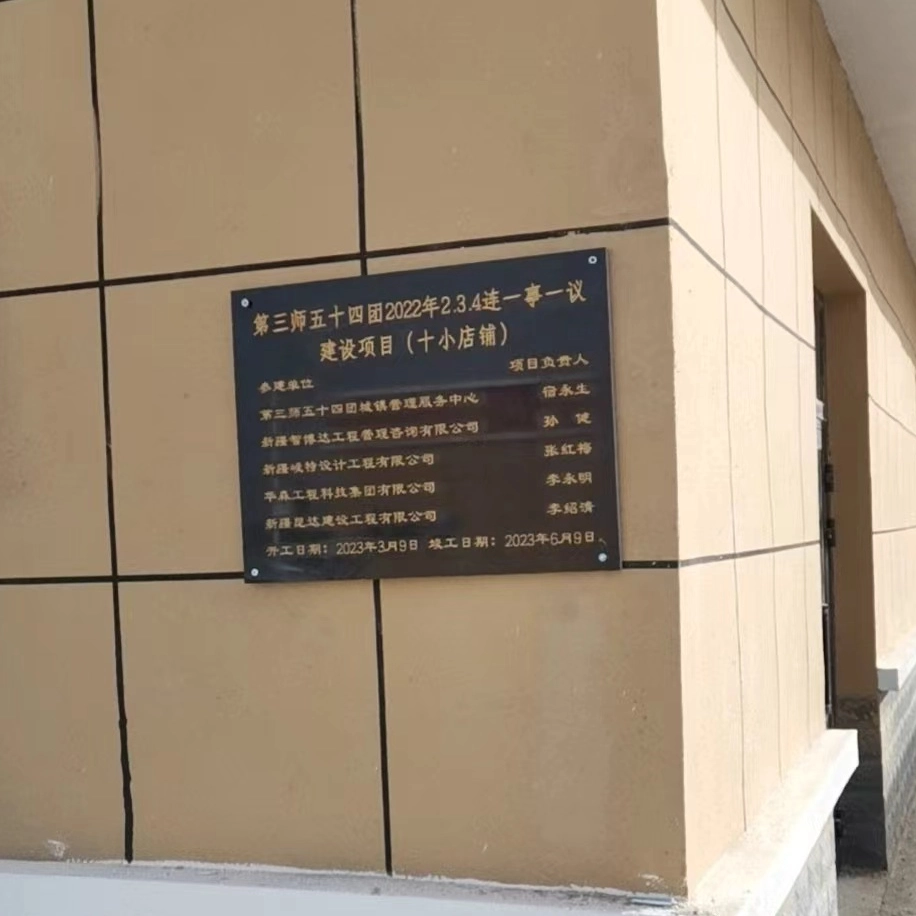 第三师五十四团2022年2.3.4连一事一议
建设项目（十小店铺）
参建单位 项目负责人
第三师五十四团城镇管理服务中心 宿永生
新疆智博达工程管理咨询有限公司 孙健
新疆峻特设计工程有限公司 张红梅
华森工程科技集团有限公司 李永明
新疆昆达建设工程有限公司 李绍清
开工日期：2023年3月9日 竣工日期：2023年6月9日